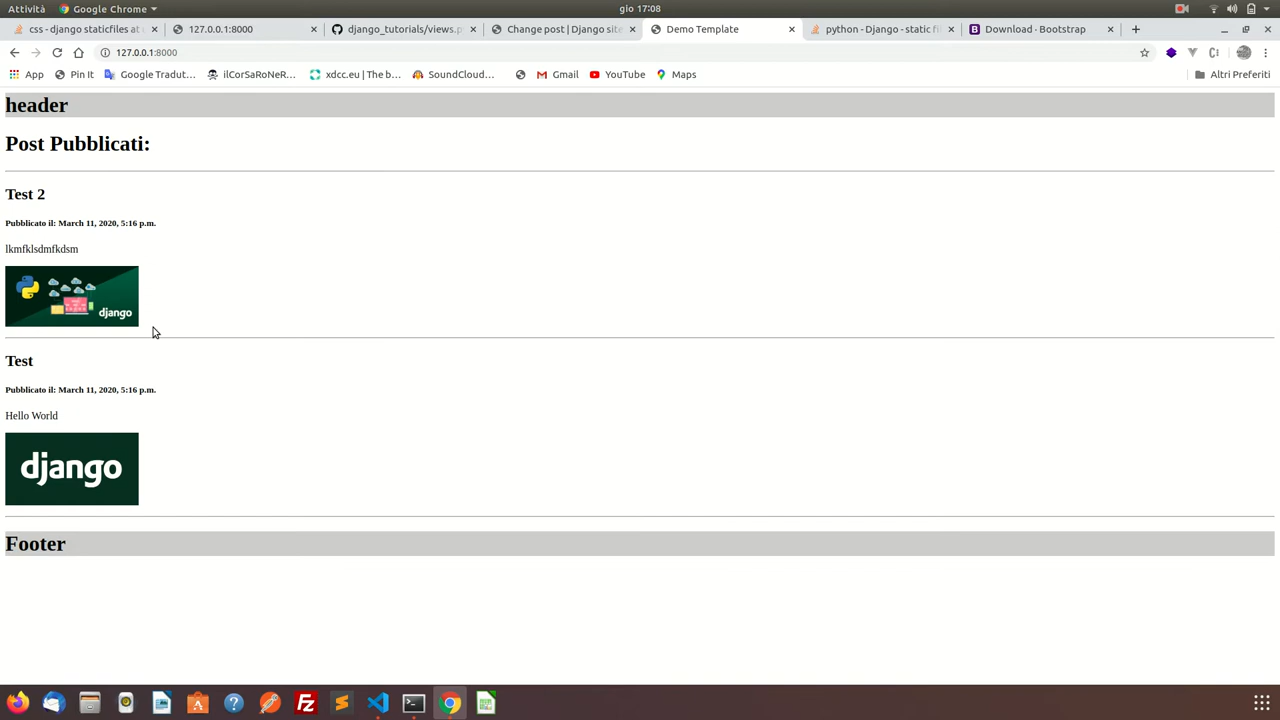 Attività Google Chrome gio 17:08
css - django staticfiles at u 127.0.0.1:8000 django_tutorials/views.p Change post | Django site Demo Template python - Django - static fi Download · Bootstrap
127.0.0.1:8000
App Pin It Google Tradut... ilCorSaRoNeR... xdcc.eu | The b... SoundCloud... Gmail YouTube Maps Altri Preferiti
header
Post Pubblicati:
Test 2
Pubblicato il: March 11, 2020, 5:16 p.m.
lkmfklsdmfkdsm
django
Test
Pubblicato il: March 11, 2020, 5:16 p.m.
Hello World
django
Footer